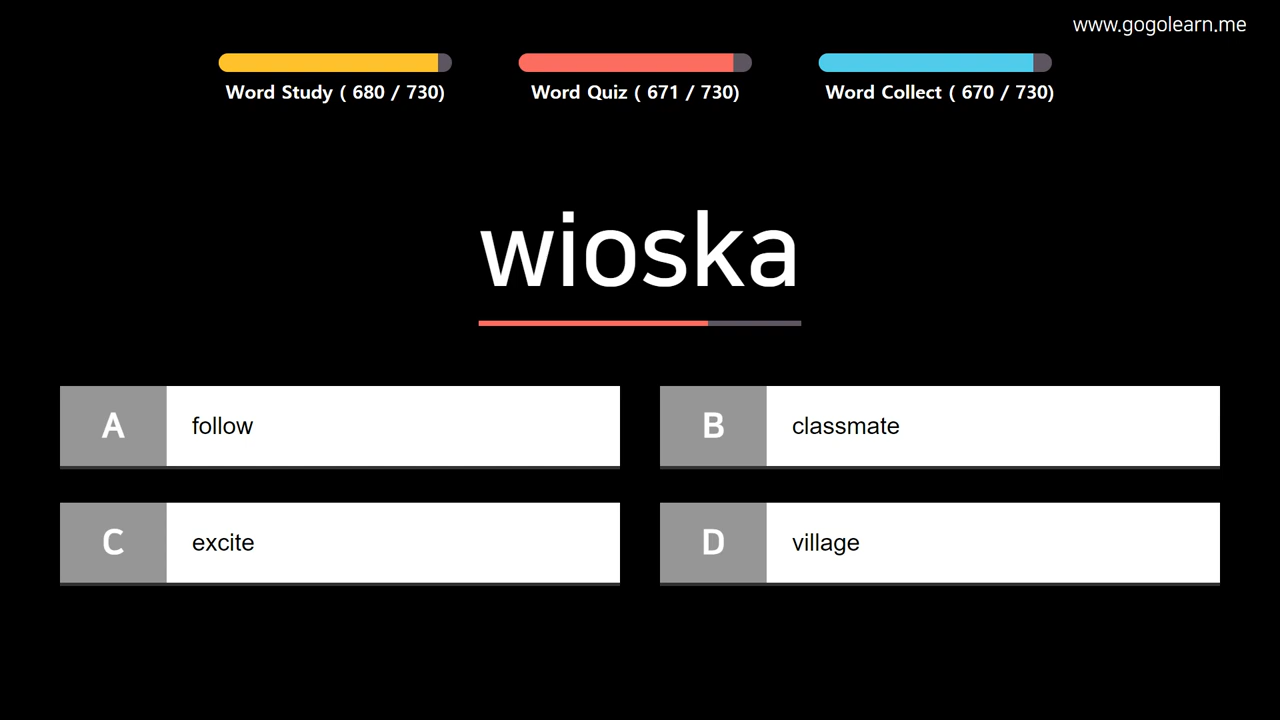 www.gogolearn.me
Word Study ( 680 / 730)
Word Quiz ( 671 / 730)
Word Collect ( 670 / 730)
wioska
A follow
B classmate
C excite
D village